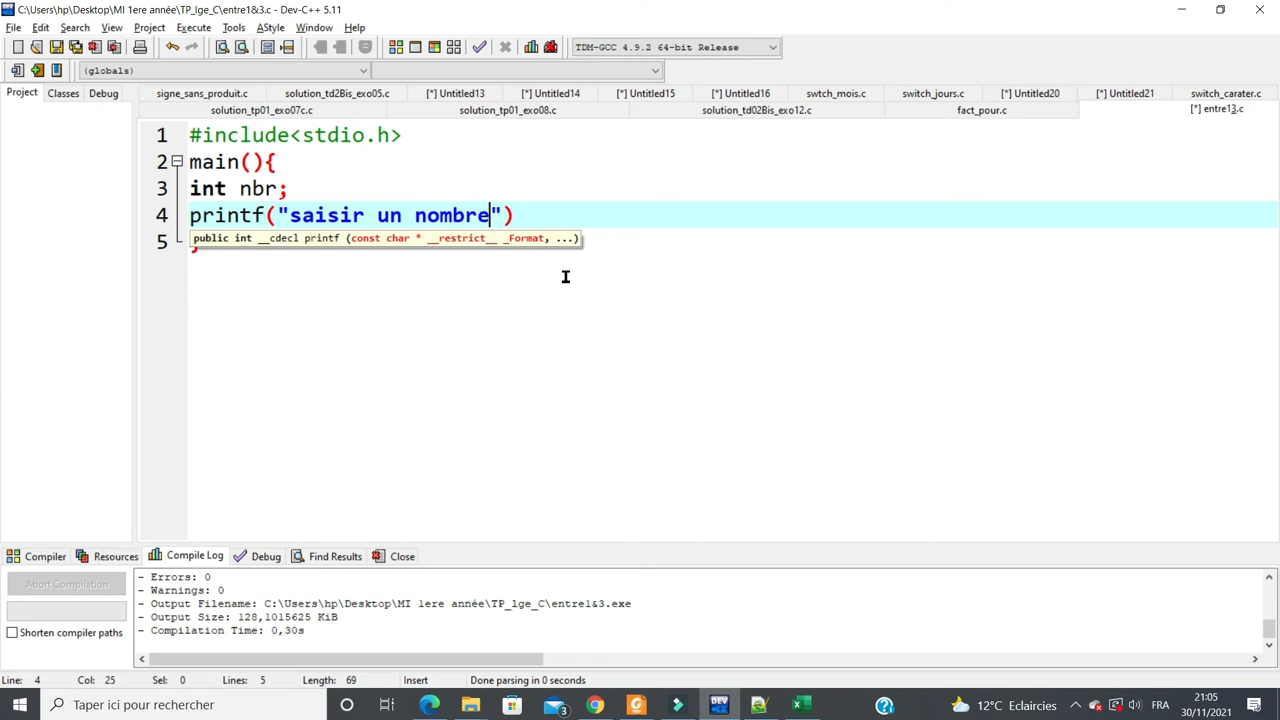 C:\Users\hp\Desktop\MI 1ere année\TP_lge_C\entre1&3.c - Dev-C++ 5.11
File Edit Search View Project Execute Tools AStyle Window Help
TDM-GCC 4.9.2 64-bit Release
(globals)
Project Classes Debug
signe_sans_produit.c solution_td2Bis_exo05.c [*] Untitled13 [*] Untitled14 [*] Untitled15 [*] Untitled16 swtch_mois.c switch_jours.c [*] Untitled20 [*] Untitled21 switch_carater.c
solution_tp01_exo07c.c solution_tp01_exo08.c solution_td02Bis_exo12.c fact_pour.c [*] entre13.c
1 #include<stdio.h>
2 main(){
3 int nbr;
4 printf("saisir un nombre")
public int __cdecl printf (const char * __restrict__ _Format, ...)
5 }
Compiler Resources Compile Log Debug Find Results Close
Abort Compilation
Shorten compiler paths
- Errors: 0
- Warnings: 0
- Output Filename: C:\Users\hp\Desktop\MI 1ere année\TP_lge_C\entre1&3.exe
- Output Size: 128,1015625 KiB
- Compilation Time: 0,30s
Line: 4 Col: 25 Sel: 0 Lines: 5 Length: 69 Insert Done parsing in 0 seconds
Taper ici pour rechercher
3
DEV
12°C Eclaircies
FRA
21:05
30/11/2021